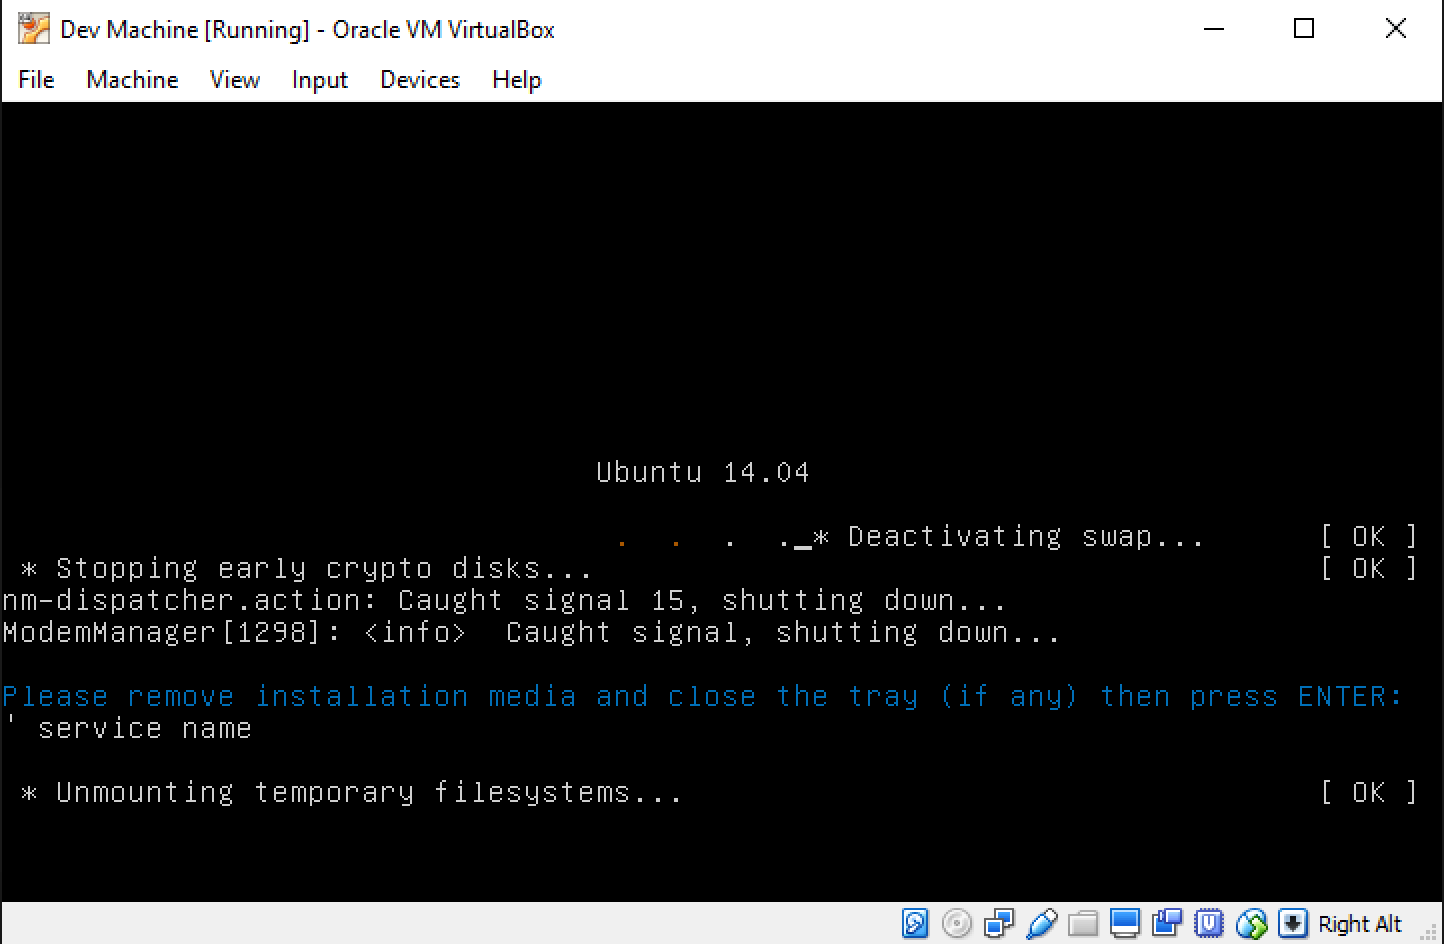 Dev Machine [Running] - Oracle VM VirtualBox
File Machine View Input Devices Help
Ubuntu 14.04
. . . ._* Deactivating swap... [ OK ]
* Stopping early crypto disks... [ OK ]
nm-dispatcher.action: Caught signal 15, shutting down...
ModemManager[1298]: <info>  Caught signal, shutting down...
Please remove installation media and close the tray (if any) then press ENTER:
' service name
* Unmounting temporary filesystems... [ OK ]
Right Alt